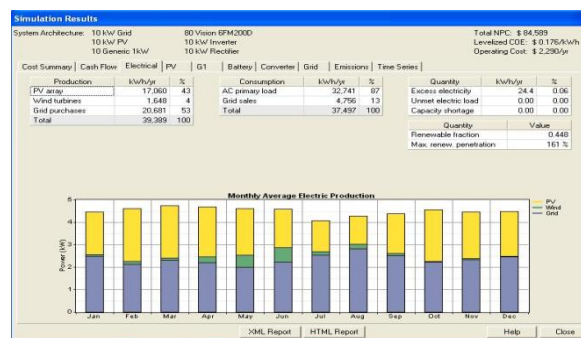 Simulation Results
System Architecture: 10 kW Grid 80 Vision 6FM200D Total NPC: $ 84,589
10 kW PV 10 kW Inverter Levelized COE: $ 0.176/kWh
10 Generic 1kW 10 kW Rectifier Operating Cost: $ 2,290/yr
Cost Summary Cash Flow Electrical PV G1 Battery Converter Grid Emissions Time Series
Production kWh/yr % Consumption kWh/yr % Quantity kWh/yr %
PV array 17,060 43 AC primary load 32,741 87 Excess electricity 24.4 0.06
Wind turbines 1,648 4 Grid sales 4,756 13 Unmet electric load 0.00 0.00
Grid purchases 20,681 53 Total 37,497 100 Capacity shortage 0.00 0.00
Total 39,389 100
Quantity Value
Renewable fraction 0.448
Max. renew. penetration 161 %
Monthly Average Electric Production
PV
Wind
Grid
Power (kW)
5
4
3
2
1
0
Jan Feb Mar Apr May Jun Jul Aug Sep Oct Nov Dec
XML Report HTML Report Help Close